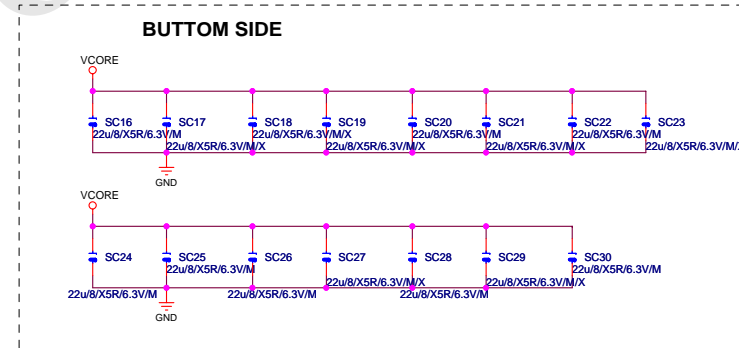 BUTTOM SIDE
VCORE
SC16 SC17 SC18 SC19 SC20 SC21 SC22 SC23
22u/8/X5R/6.3V/M 22u/8/X5R/6.3V/M/X 22u/8/X5R/6.3V/M 22u/8/X5R/6.3V/M
22u/8/X5R/6.3V/M/X 22u/8/X5R/6.3V/M/X 22u/8/X5R/6.3V/M/X 22u/8/X5R/6.3V/M/
GND
VCORE
SC24 SC25 SC26 SC27 SC28 SC29 SC30
22u/8/X5R/6.3V/M 22u/8/X5R/6.3V/M
22u/8/X5R/6.3V/M/X 22u/8/X5R/6.3V/M/X
22u/8/X5R/6.3V/M 22u/8/X5R/6.3V/M 22u/8/X5R/6.3V/M
GND